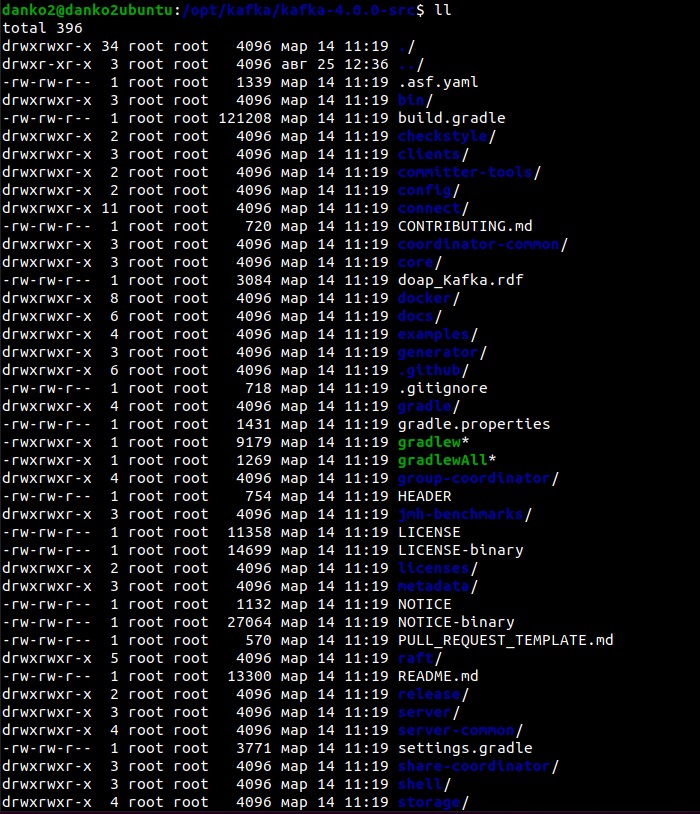 danko2@danko2ubuntu:/opt/kafka/kafka-4.0.0-src$ ll
total 396
drwxrwxr-x 34 root root   4096 мар 14 11:19 ./
drwxr-xr-x  3 root root   4096 авг 25 12:36 ../
-rw-rw-r--  1 root root   1339 мар 14 11:19 .asf.yaml
drwxrwxr-x  3 root root   4096 мар 14 11:19 bin/
-rw-rw-r--  1 root root 121208 мар 14 11:19 build.gradle
drwxrwxr-x  2 root root   4096 мар 14 11:19 checkstyle/
drwxrwxr-x  3 root root   4096 мар 14 11:19 clients/
drwxrwxr-x  2 root root   4096 мар 14 11:19 committer-tools/
drwxrwxr-x  2 root root   4096 мар 14 11:19 config/
drwxrwxr-x 11 root root   4096 мар 14 11:19 connect/
-rw-rw-r--  1 root root    720 мар 14 11:19 CONTRIBUTING.md
drwxrwxr-x  3 root root   4096 мар 14 11:19 coordinator-common/
drwxrwxr-x  3 root root   4096 мар 14 11:19 core/
-rw-rw-r--  1 root root   3084 мар 14 11:19 doap_Kafka.rdf
drwxrwxr-x  8 root root   4096 мар 14 11:19 docker/
drwxrwxr-x  6 root root   4096 мар 14 11:19 docs/
drwxrwxr-x  4 root root   4096 мар 14 11:19 examples/
drwxrwxr-x  3 root root   4096 мар 14 11:19 generator/
drwxrwxr-x  6 root root   4096 мар 14 11:19 .github/
-rw-rw-r--  1 root root    718 мар 14 11:19 .gitignore
drwxrwxr-x  4 root root   4096 мар 14 11:19 gradle/
-rw-rw-r--  1 root root   1431 мар 14 11:19 gradle.properties
-rwxrwxr-x  1 root root   9179 мар 14 11:19 gradlew*
-rwxrwxr-x  1 root root   1269 мар 14 11:19 gradlewAll*
drwxrwxr-x  4 root root   4096 мар 14 11:19 group-coordinator/
-rw-rw-r--  1 root root    754 мар 14 11:19 HEADER
drwxrwxr-x  3 root root   4096 мар 14 11:19 jmh-benchmarks/
-rw-rw-r--  1 root root  11358 мар 14 11:19 LICENSE
-rw-rw-r--  1 root root  14699 мар 14 11:19 LICENSE-binary
drwxrwxr-x  2 root root   4096 мар 14 11:19 licenses/
drwxrwxr-x  3 root root   4096 мар 14 11:19 metadata/
-rw-rw-r--  1 root root   1132 мар 14 11:19 NOTICE
-rw-rw-r--  1 root root  27064 мар 14 11:19 NOTICE-binary
-rw-rw-r--  1 root root    570 мар 14 11:19 PULL_REQUEST_TEMPLATE.md
drwxrwxr-x  5 root root   4096 мар 14 11:19 raft/
-rw-rw-r--  1 root root  13300 мар 14 11:19 README.md
drwxrwxr-x  2 root root   4096 мар 14 11:19 release/
drwxrwxr-x  3 root root   4096 мар 14 11:19 server/
drwxrwxr-x  4 root root   4096 мар 14 11:19 server-common/
-rw-rw-r--  1 root root   3771 мар 14 11:19 settings.gradle
drwxrwxr-x  3 root root   4096 мар 14 11:19 share-coordinator/
drwxrwxr-x  3 root root   4096 мар 14 11:19 shell/
drwxrwxr-x  4 root root   4096 мар 14 11:19 storage/